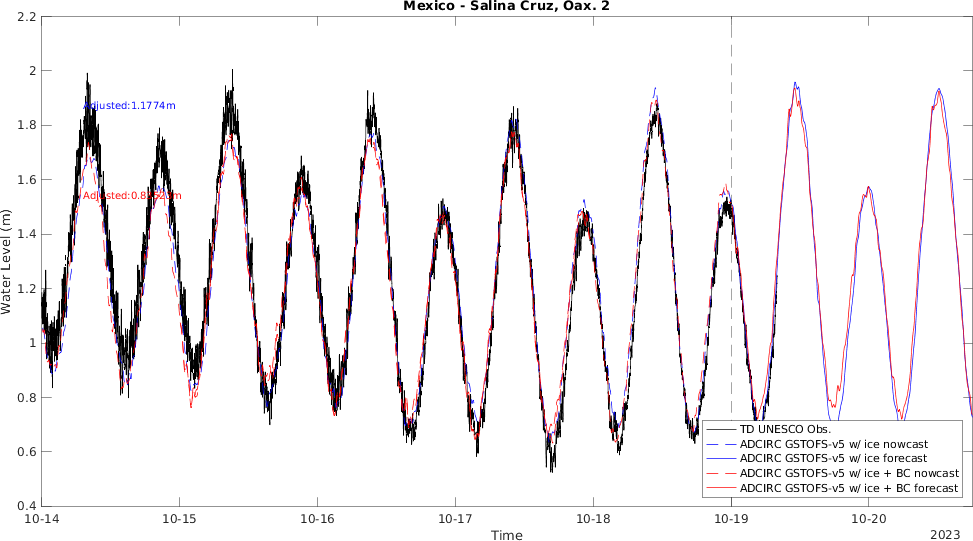 Mexico - Salina Cruz, Oax. 2
2.2
2
1.8
1.6
1.4
1.2
1
0.8
0.6
0.4
Water Level (m)
Adjusted:1.1774m
TD UNESCO Obs.
ADCIRC GSTOFS-v5 w/ ice nowcast
ADCIRC GSTOFS-v5 w/ ice forecast
ADCIRC GSTOFS-v5 w/ ice + BC nowcast
ADCIRC GSTOFS-v5 w/ ice + BC forecast
10-14
10-15
10-16
10-17
10-18
10-19
10-20
Time
2023